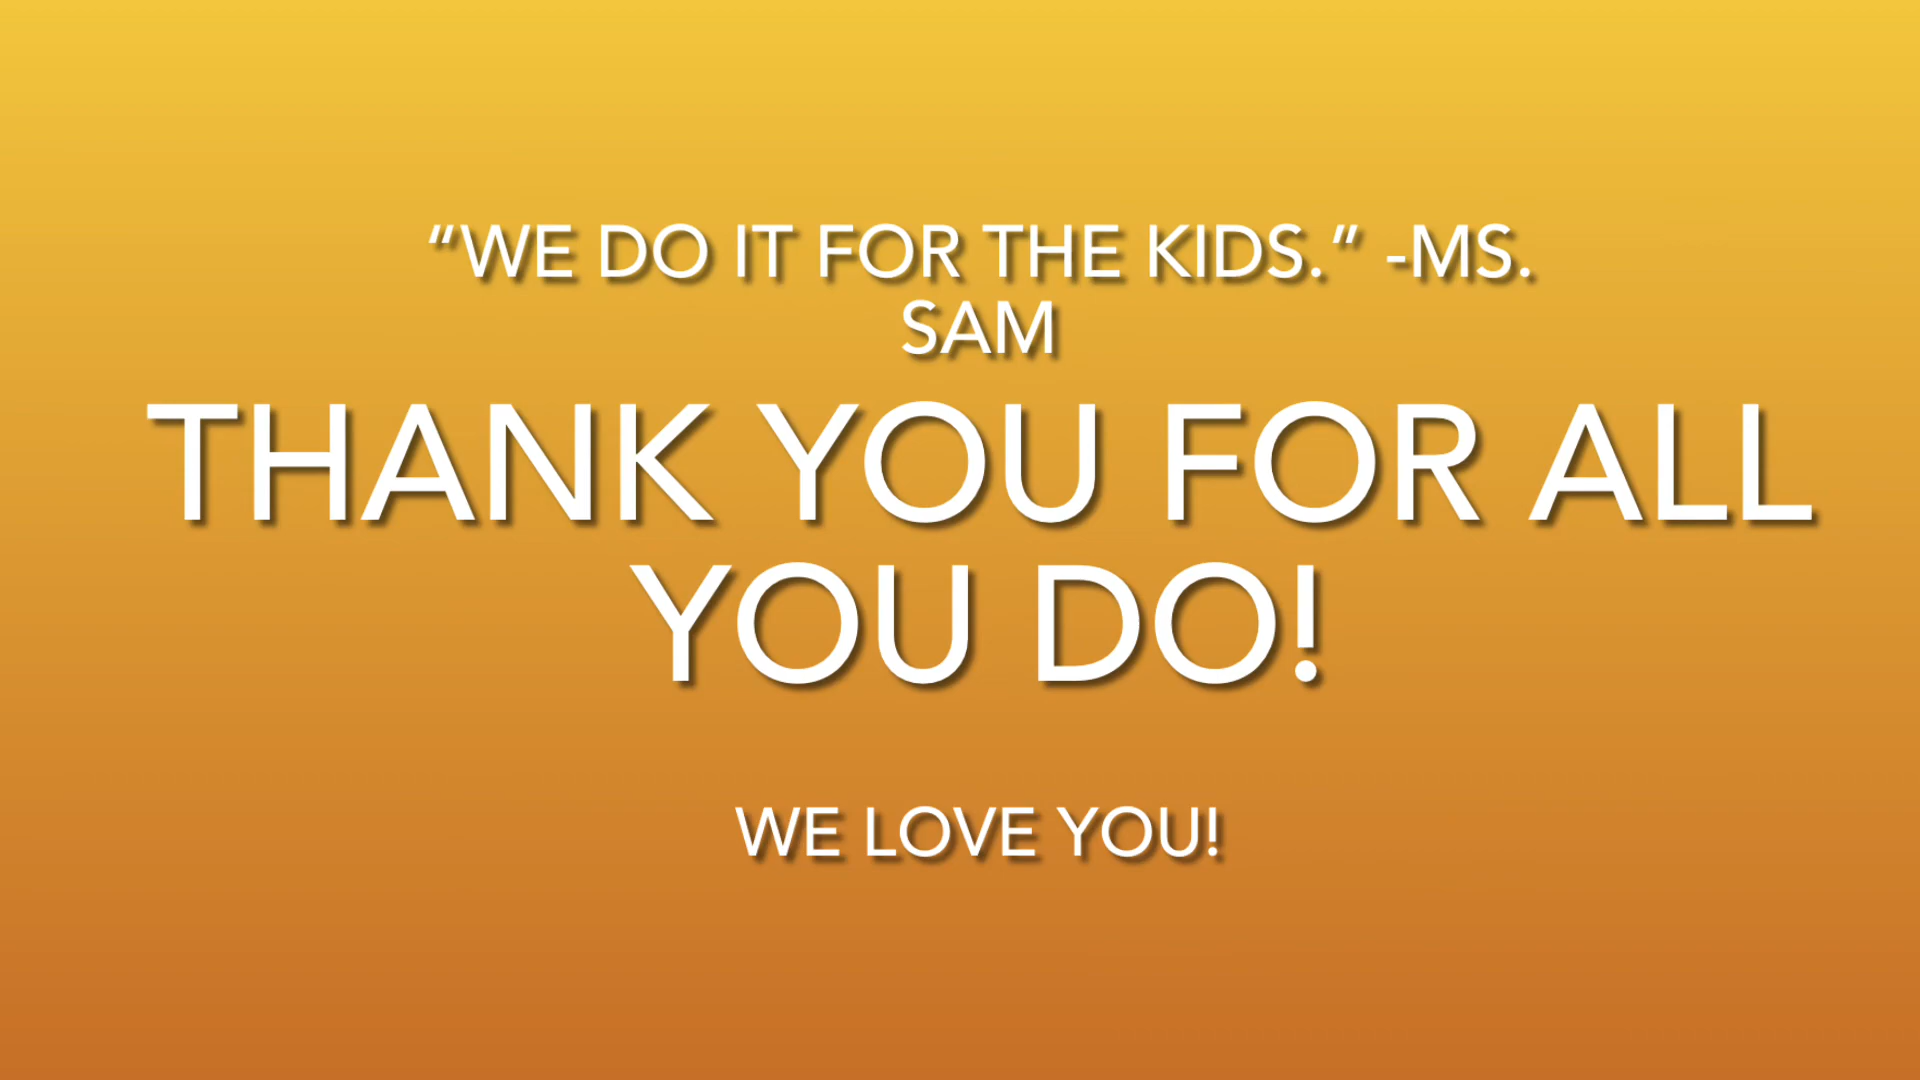 "WE DO IT FOR THE KIDS." -MS.
SAM
THANK YOU FOR ALL
YOU DO!
WE LOVE YOU!